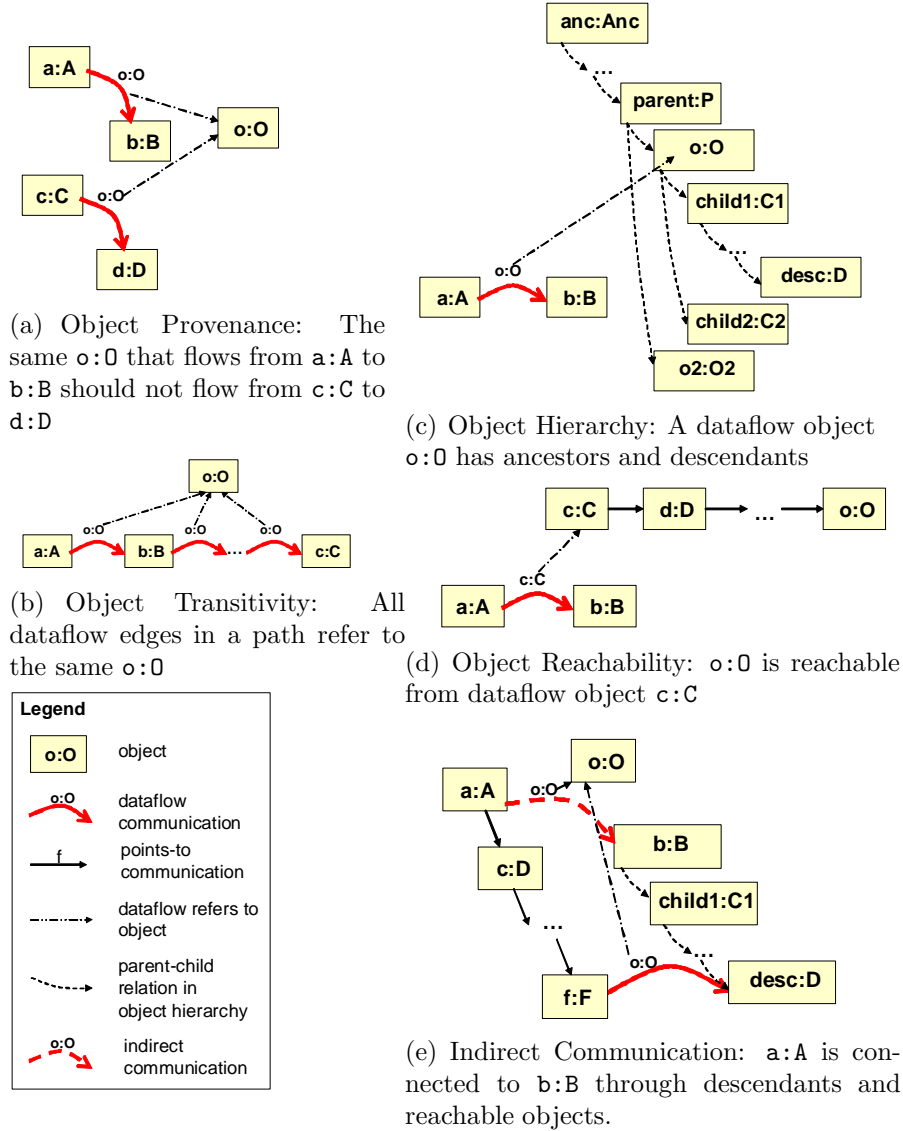 a:A
o:O
b:B
o:O
c:C
o:O
d:D
(a) Object Provenance: The
same o:O that flows from a:A to
b:B should not flow from c:C to
d:D
o:O
o:O
o:O
o:O
a:A
b:B
...
c:C
(b) Object Transitivity: All
dataflow edges in a path refer to
the same o:O
Legend
o:O
object
o:O
dataflow
communication
f
points-to
communication
dataflow refers to
object
parent-child
relation in
object hierarchy
o:O
indirect
communication
anc:Anc
...
parent:P
o:O
child1:C1
...
desc:D
o:O
a:A
b:B
child2:C2
o2:O2
(c) Object Hierarchy: A dataflow object
o:O has ancestors and descendants
c:C
d:D
...
o:O
c:C
a:A
b:B
(d) Object Reachability: o:O is reachable
from dataflow object c:C
o:O
a:A
o:O
b:B
c:D
child1:C1
...
...
o:O
desc:D
f:F
(e) Indirect Communication: a:A is con-
nected to b:B through descendants and
reachable objects.